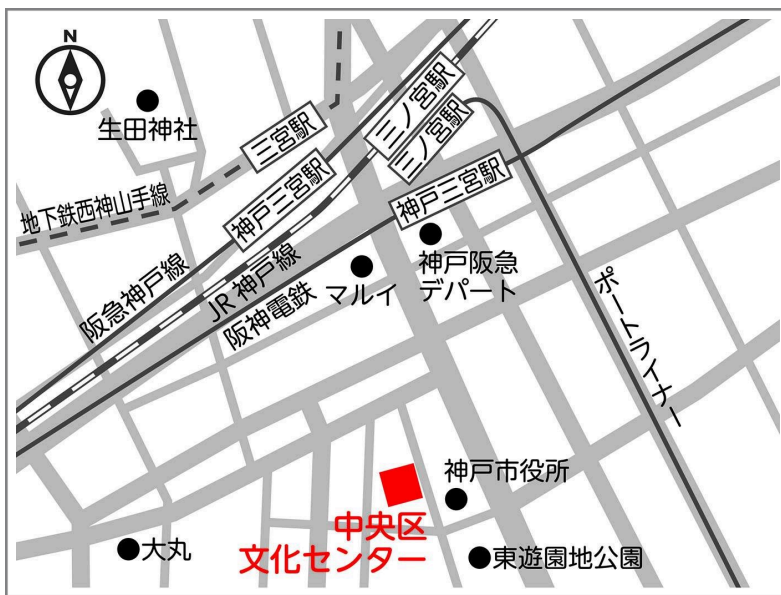 N
生田神社
三宮駅
三ノ宮駅
三ノ宮駅
神戸三宮駅
神戸三宮駅
地下鉄西神山手線
阪急神戸線
JR 神戸線
阪神電鉄
マルイ
神戸阪急
デパート
ポートライナー
神戸市役所
中央区
文化センター
大丸
東遊園地公園